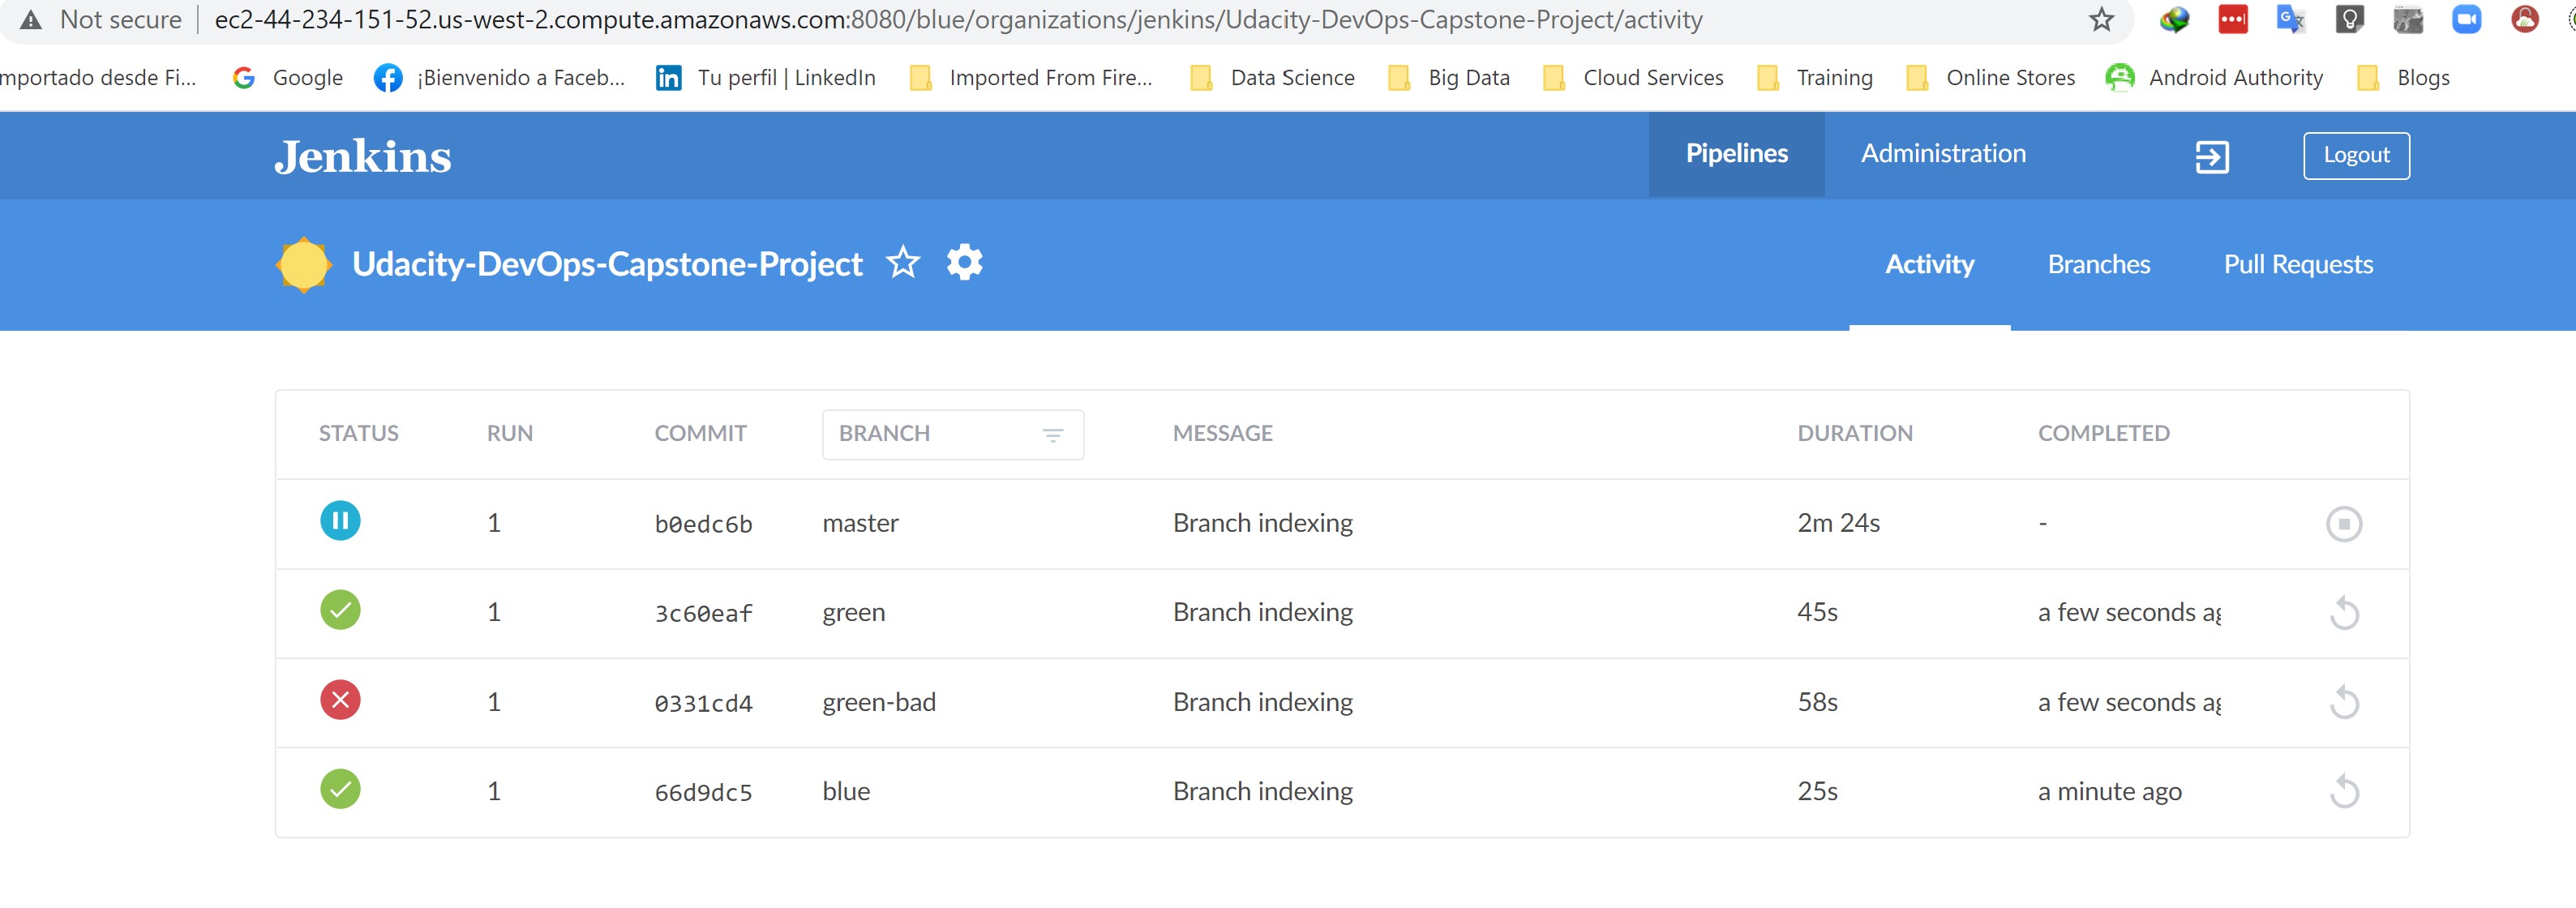 Not secure ec2-44-234-151-52.us-west-2.compute.amazonaws.com:8080/blue/organizations/jenkins/Udacity-DevOps-Capstone-Project/activity
mportado desde Fi... Google ¡Bienvenido a Faceb... Tu perfil | LinkedIn Imported From Fire... Data Science Big Data Cloud Services Training Online Stores Android Authority Blogs
Jenkins Pipelines Administration Logout
Udacity-DevOps-Capstone-Project Activity Branches Pull Requests
STATUS RUN COMMIT BRANCH MESSAGE DURATION COMPLETED
1 b0edc6b master Branch indexing 2m 24s -
1 3c60eaf green Branch indexing 45s a few seconds ag
1 0331cd4 green-bad Branch indexing 58s a few seconds ag
1 66d9dc5 blue Branch indexing 25s a minute ago